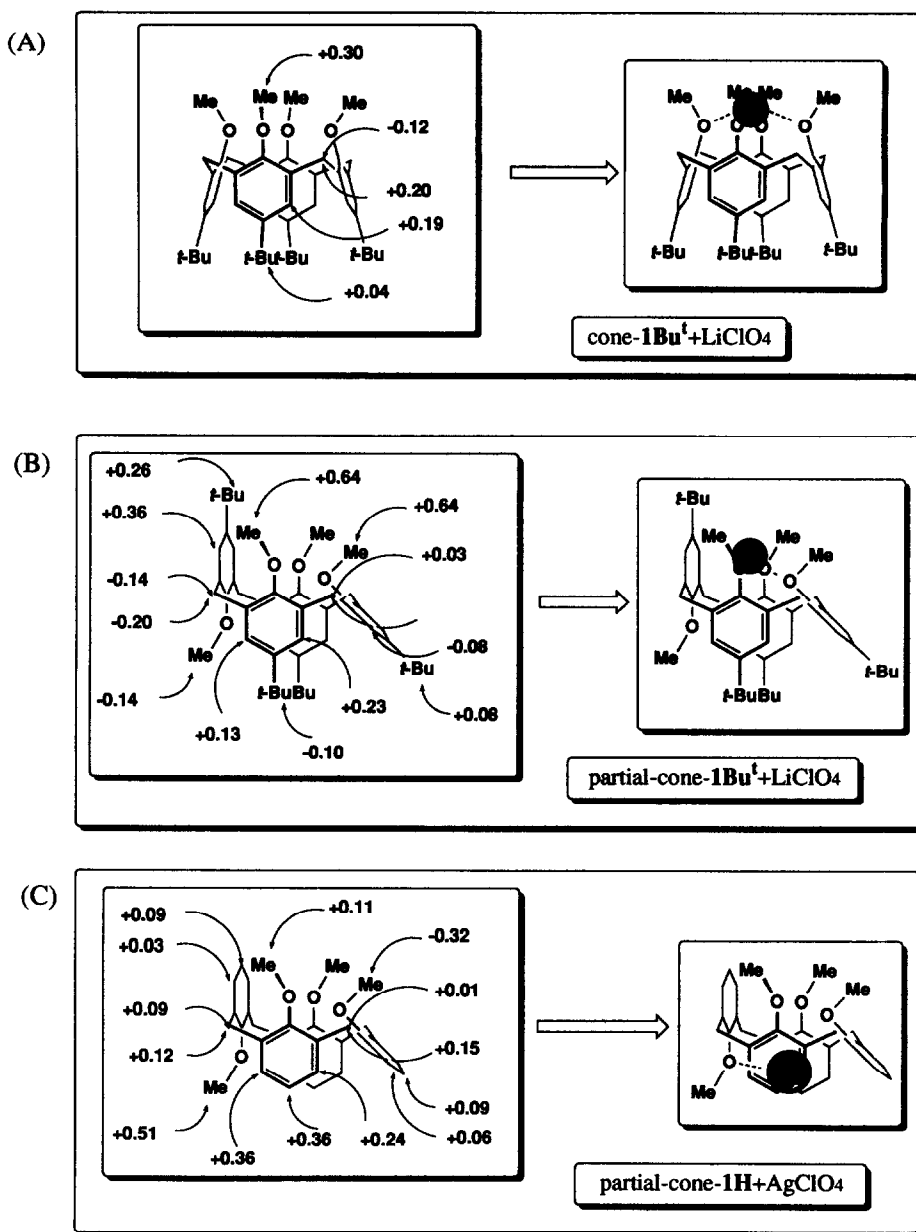 (A)
+0.30
Me
Me
Me
Me
O
O
O
O
-0.12
+0.20
+0.19
t-Bu
t-Bu
t-Bu
t-Bu
+0.04
Me
Me
Me
Me
O
O
O
O
t-Bu
t-Bu
t-Bu
t-Bu
cone-1Buᵗ+LiClO₄
(B)
+0.26
+0.64
t-Bu
+0.36
Me
Me
+0.64
Me
O
O
O
+0.03
-0.14
-0.20
O
Me
-0.08
t-Bu
-0.14
t-BuBu
+0.23
+0.08
+0.13
-0.10
t-Bu
Me
Me
Me
O
O
O
O
Me
t-Bu
t-BuBu
partial-cone-1Buᵗ+LiClO₄
(C)
+0.09
+0.11
+0.03
-0.32
Me
Me
Me
O
O
O
+0.01
+0.09
+0.12
O
+0.15
Me
+0.09
+0.51
+0.36
+0.24
+0.06
+0.36
Me
Me
Me
O
O
O
O
Me
partial-cone-1H+AgClO₄